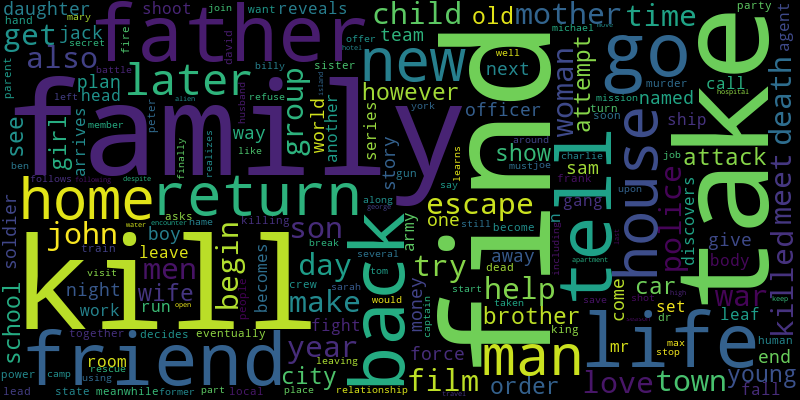 daughter
hand
mary
want
reveals
child
old
mother
time
join
fire
shoot
father
david
party
agent
get
jack
secret
battle
team
offer
hotel
michael
move
also
later
new
next
well
go
plan
head
parent
billy
sister
refuse
group
world
another
series
however
woman
attempt
named
call
murder
mission
turn
hospital
see
left
girl
member
arrives
peter
family
alien
island
husband
york
officer
soon
ship
death
ben
follows
finally
realizes
way
like
story
gun
learns
around
mustjoe
show
charlie
sam
attack
despite
following
say
find
frank
gang
job
upon
take
keep
home
return
along
george
escape
including
tell
house
police
discovers
meet
killed
john
encounter
name
mater
asks
boy
killing
son
back
army
one
still
become
soldier
kill
train
leave
men
begin
people
becomes
break
day
several
tom
try
away
dead
apartment
give
body
visit
night
wife
crew
sarah
money
captain
start
help
taken
come
save
shot
high
car
war
school
work
run
open
make
would
fight
brother
king
set
dr
leaf
together
decides
eventually
year
life
mr
max
stop
human
end
friend
room
rescue
using
city
leaving
force
man
love
town
young
power
camp
lead
state
meanwhile
former
part
local
place
relationship
film
order
travel
fall